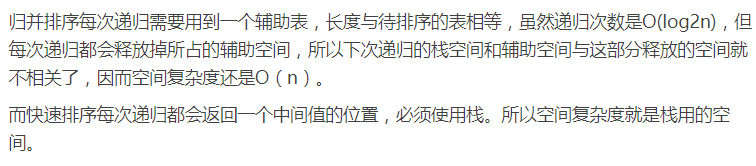 归并排序每次递归需要用到一个辅助表，长度与待排序的表相等，虽然递归次数是O(log2n)，但
每次递归都会释放掉所占的辅助空间，所以下次递归的栈空间和辅助空间与这部分释放的空间就
不相关了，因而空间复杂度还是O（n）。
而快速排序每次递归都会返回一个中间值的位置，必须使用栈。所以空间复杂度就是栈用的空
间。